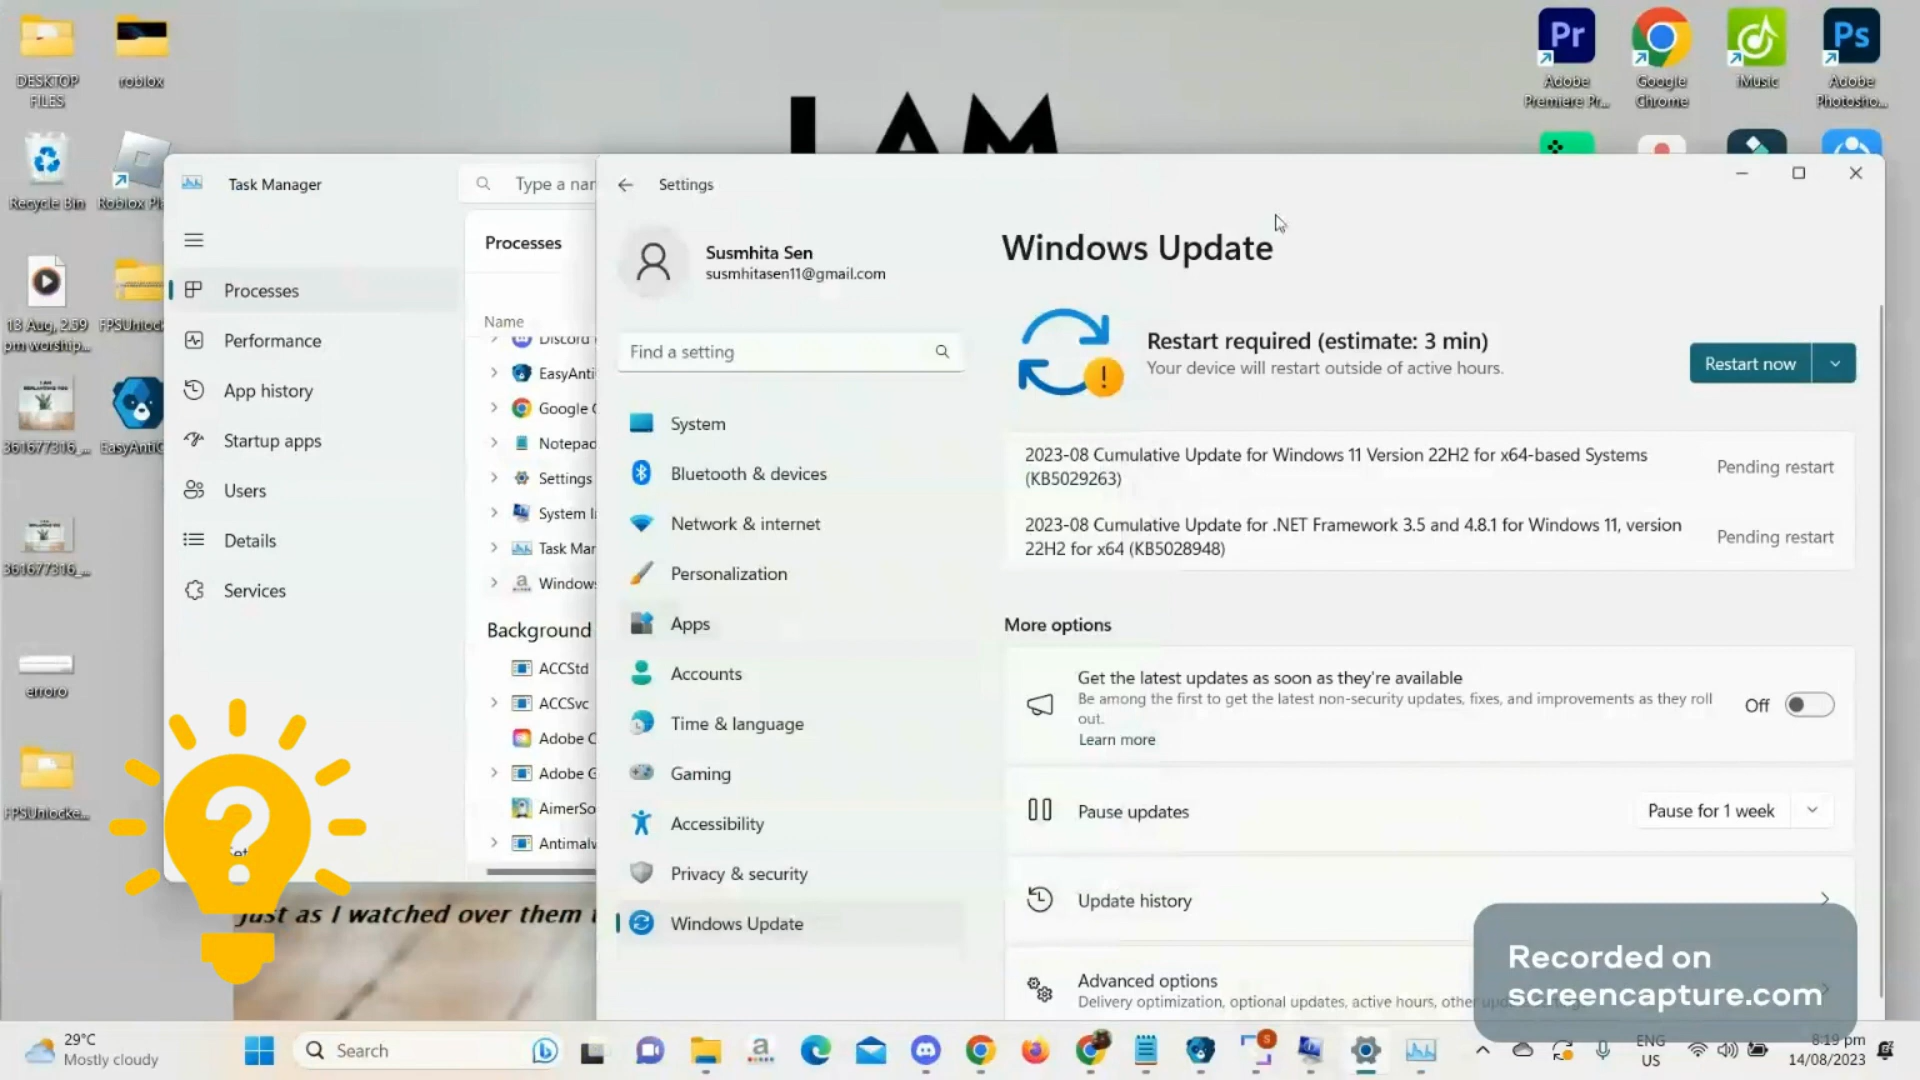 DESKTOP
FILES
roblox
Recycle Bin
Roblox Pl
13 Aug, 2.59
pm worship...
FPSUnlock
361677316_...
EasyAntiC
361677316_...
erroro
FPSUnlocke...
I AM
Adobe
Premiere Pr...
Google
Chrome
iMusic
Adobe
Photosho...
Pr
Ps
Task Manager
Type a nar
Processes
Performance
App history
Startup apps
Users
Details
Services
Processes
Name
Discord
EasyAnti
Google C
Notepad
Settings
System I
Task Mar
Windows
Background
ACCStd
ACCSvc
Adobe C
Adobe G
AimerSo
Antimalw
Settings
Susmhita Sen
susmhitasen11@gmail.com
Find a setting
System
Bluetooth & devices
Network & internet
Personalization
Apps
Accounts
Time & language
Gaming
Accessibility
Privacy & security
Windows Update
Windows Update
Restart required (estimate: 3 min)
Your device will restart outside of active hours.
Restart now
2023-08 Cumulative Update for Windows 11 Version 22H2 for x64-based Systems
(KB5029263)
Pending restart
2023-08 Cumulative Update for .NET Framework 3.5 and 4.8.1 for Windows 11, version
22H2 for x64 (KB5028948)
Pending restart
More options
Get the latest updates as soon as they're available
Be among the first to get the latest non-security updates, fixes, and improvements as they roll
out.
Learn more
Off
Pause updates
Pause for 1 week
Update history
Advanced options
Delivery optimization, optional updates, active hours, other
Recorded on
screencapture.com
?
just as I watched over them
29°C
Mostly cloudy
Search
ENG
US
8:19 pm
14/08/2023